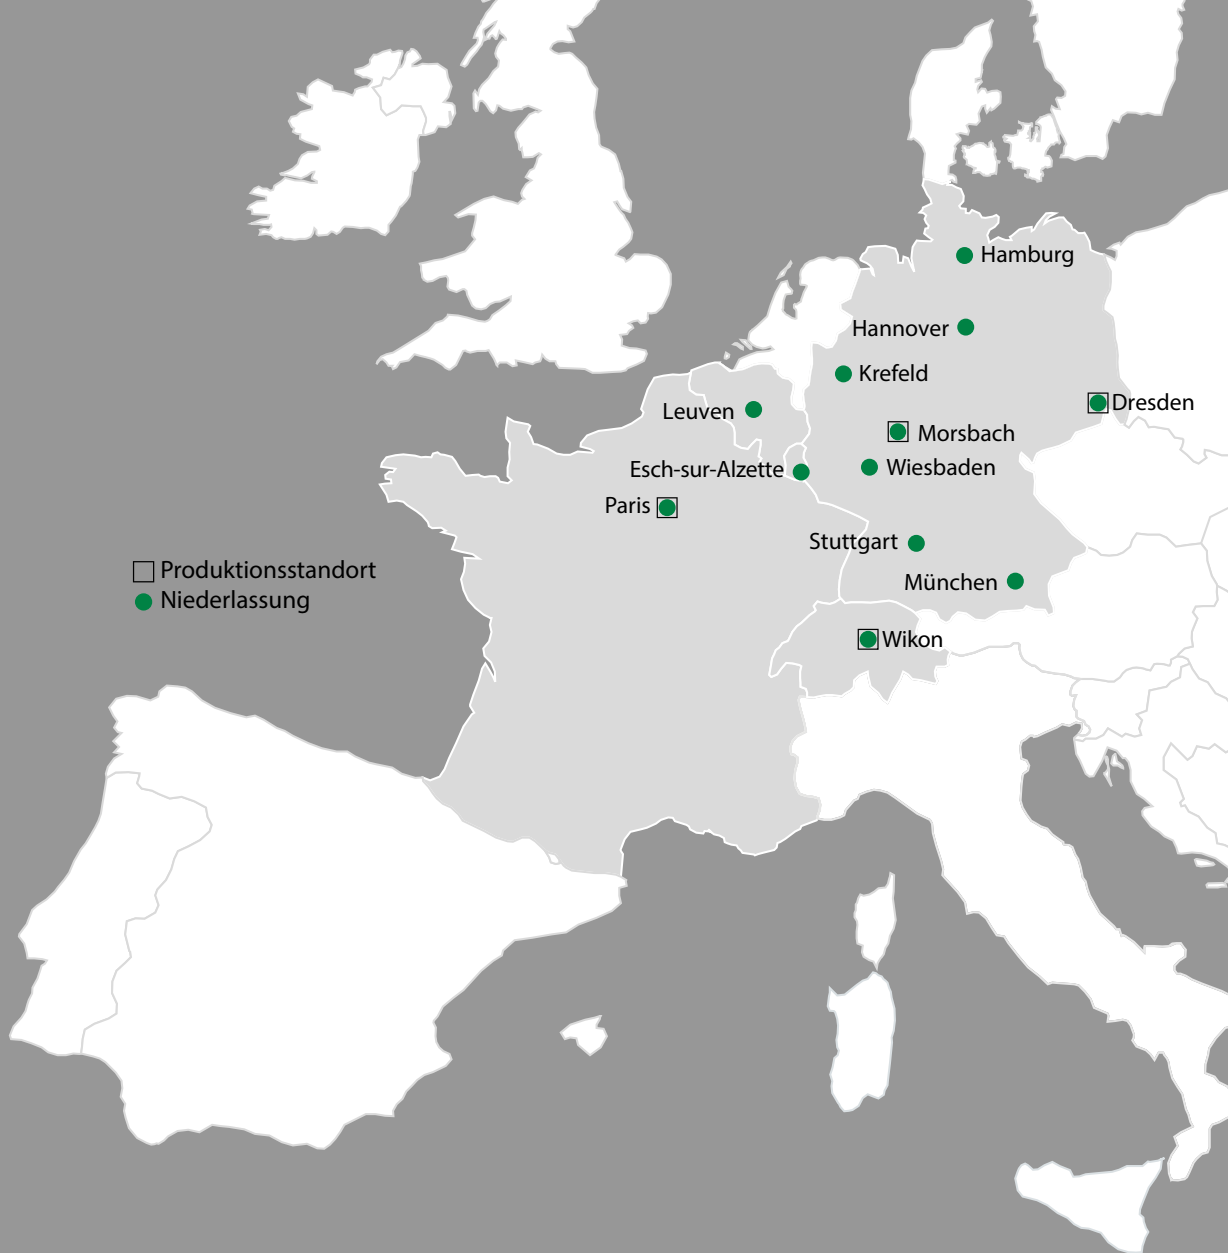 Hamburg
Hannover
Krefeld
Dresden
Leuven
Morsbach
Esch-sur-Alzette
Wiesbaden
Paris
Stuttgart
München
Wikon
Produktionsstandort
Niederlassung